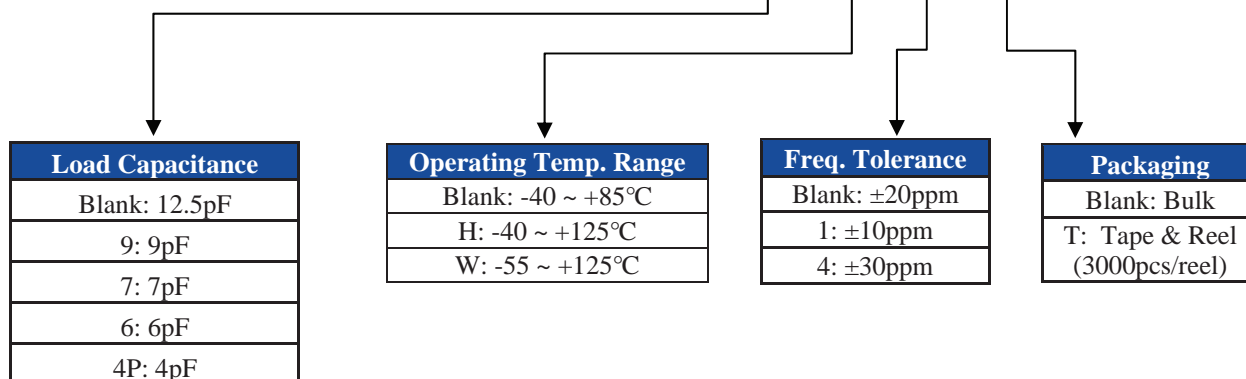 Load Capacitance
Blank: 12.5pF
9: 9pF
7: 7pF
6: 6pF
4P: 4pF
Operating Temp. Range
Blank: -40 ~ +85℃
H: -40 ~ +125℃
W: -55 ~ +125℃
Freq. Tolerance
Blank: ±20ppm
1: ±10ppm
4: ±30ppm
Packaging
Blank: Bulk
T: Tape & Reel
(3000pcs/reel)